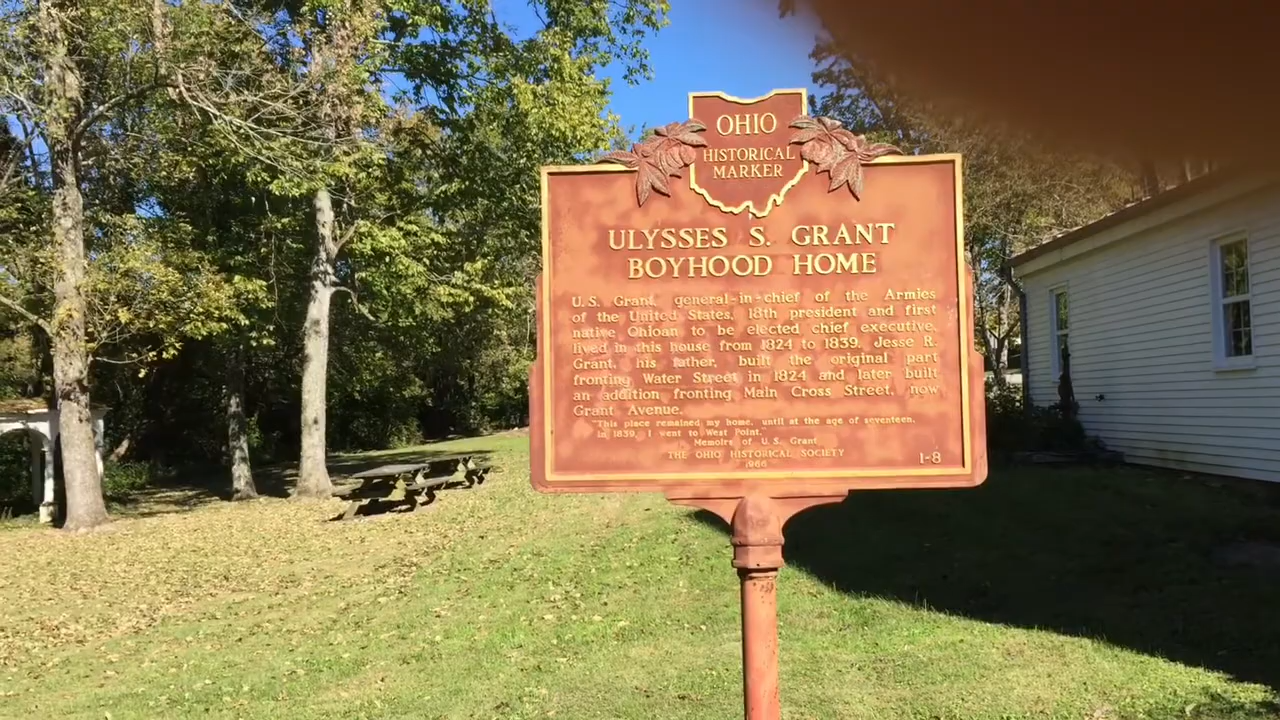 OHIO
HISTORICAL
MARKER
ULYSSES S. GRANT
BOYHOOD HOME
U.S. Grant, general-in-chief of the Armies
of the United States, 18th president and first
native Ohioan to be elected chief executive,
lived in this house from 1824 to 1839. Jesse R.
Grant, his father, built the original part
fronting Water Street in 1824 and later built
an addition fronting Main Cross Street, now
Grant Avenue.
"This place remained my home, until at the age of seventeen,
in 1839, I went to West Point."
Memoirs of U.S. Grant
THE OHIO HISTORICAL SOCIETY
1966
1-8